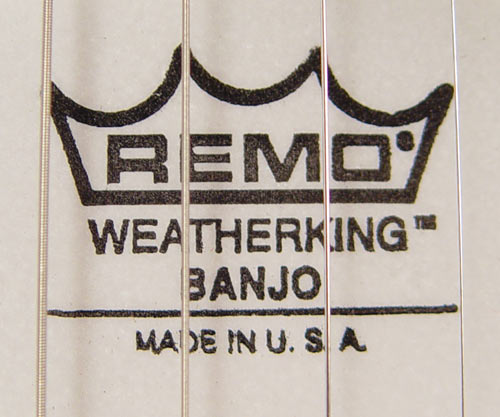 REMO®
WEATHERKING™
BANJO
MADE IN U. S. A.